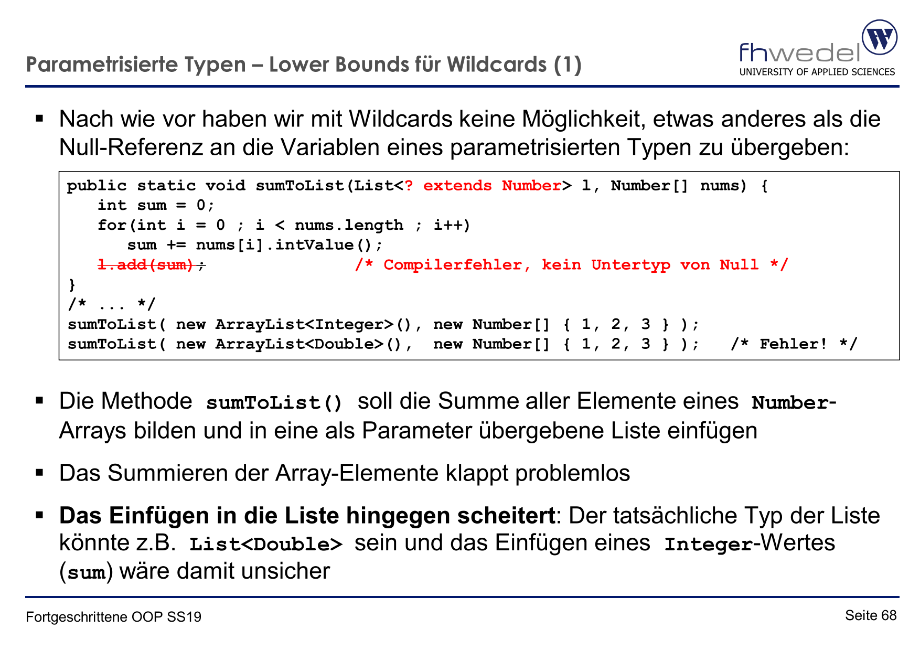 Parametrisierte Typen – Lower Bounds für Wildcards (1)
fhwedel
W
UNIVERSITY OF APPLIED SCIENCES
▪ Nach wie vor haben wir mit Wildcards keine Möglichkeit, etwas anderes als die
Null-Referenz an die Variablen eines parametrisierten Typen zu übergeben:
public static void sumToList(List<? extends Number> l, Number[] nums) {
   int sum = 0;
   for(int i = 0 ; i < nums.length ; i++)
      sum += nums[i].intValue();
   l.add(sum);               /* Compilerfehler, kein Untertyp von Null */
}
/* ... */
sumToList( new ArrayList<Integer>(), new Number[] { 1, 2, 3 } );
sumToList( new ArrayList<Double>(),  new Number[] { 1, 2, 3 } );   /* Fehler! */
▪ Die Methode sumToList() soll die Summe aller Elemente eines Number-
Arrays bilden und in eine als Parameter übergebene Liste einfügen
▪ Das Summieren der Array-Elemente klappt problemlos
▪ Das Einfügen in die Liste hingegen scheitert: Der tatsächliche Typ der Liste
könnte z.B. List<Double> sein und das Einfügen eines Integer-Wertes
(sum) wäre damit unsicher
Fortgeschrittene OOP SS19
Seite 68